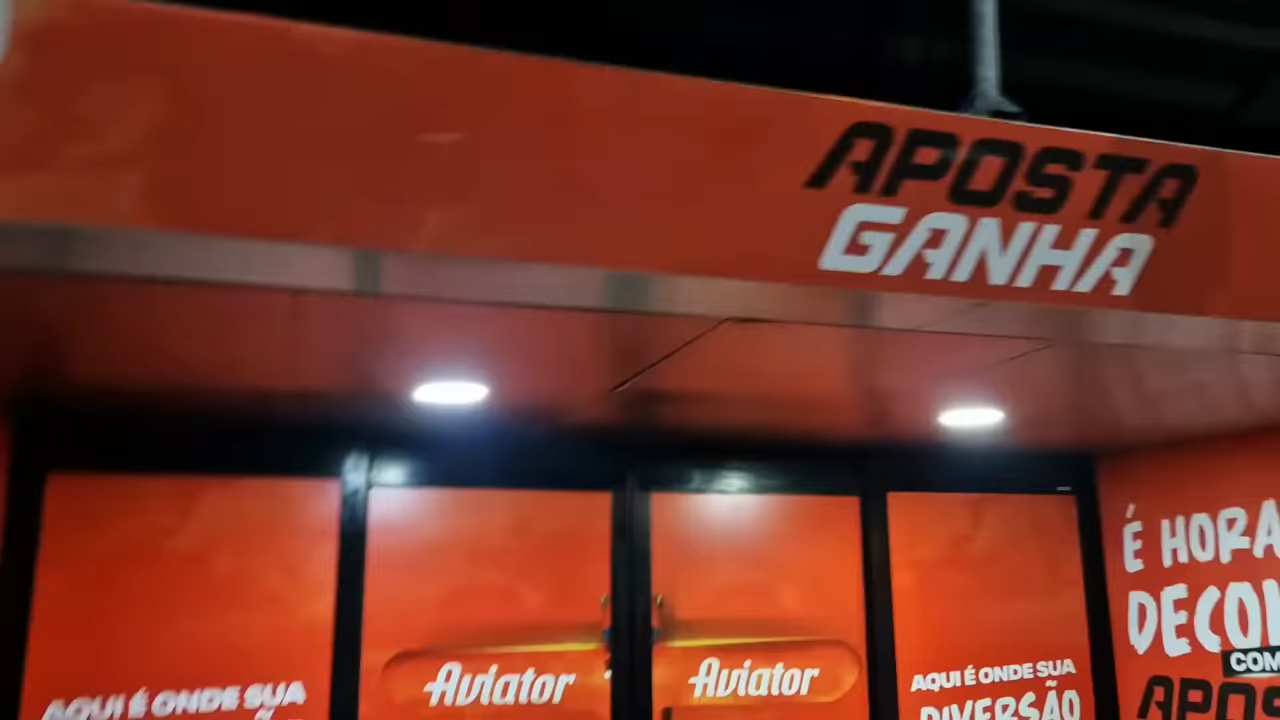 APOSTA
GANHA
AQUI É ONDE SUA
Aviator
Aviator
AQUI É ONDE SUA
DIVERSÃO
É HORA
COM